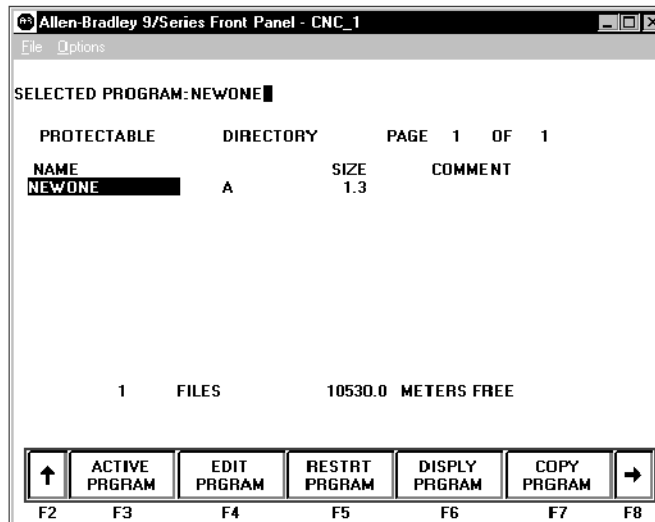 Allen-Bradley 9/Series Front Panel - CNC_1
File Options
SELECTED PROGRAM:NEWONE
PROTECTABLE DIRECTORY PAGE 1 OF 1
NAME SIZE COMMENT
NEWONE A 1.3
1 FILES 10530.0 METERS FREE
ACTIVE EDIT RESTRT DISPLY COPY
PRGRAM PRGRAM PRGRAM PRGRAM PRGRAM
F2 F3 F4 F5 F6 F7 F8